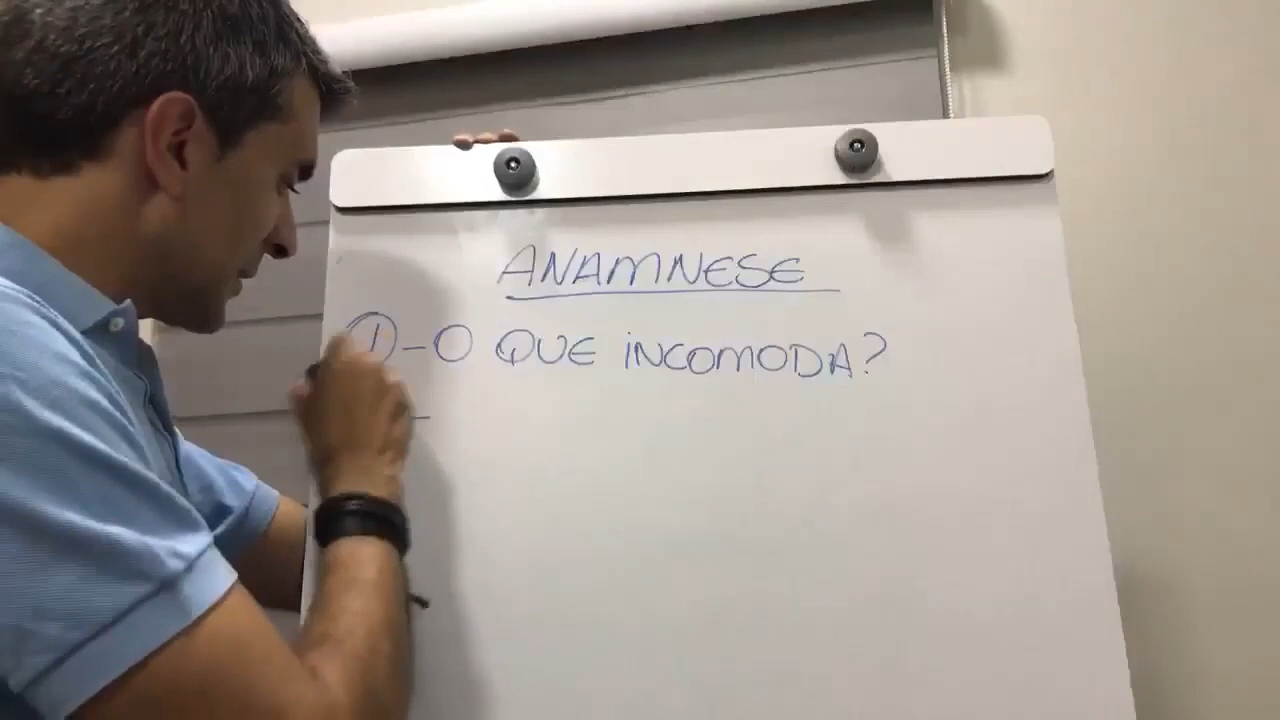 ANAMNESE
①-O QUE INCOMODA?
-